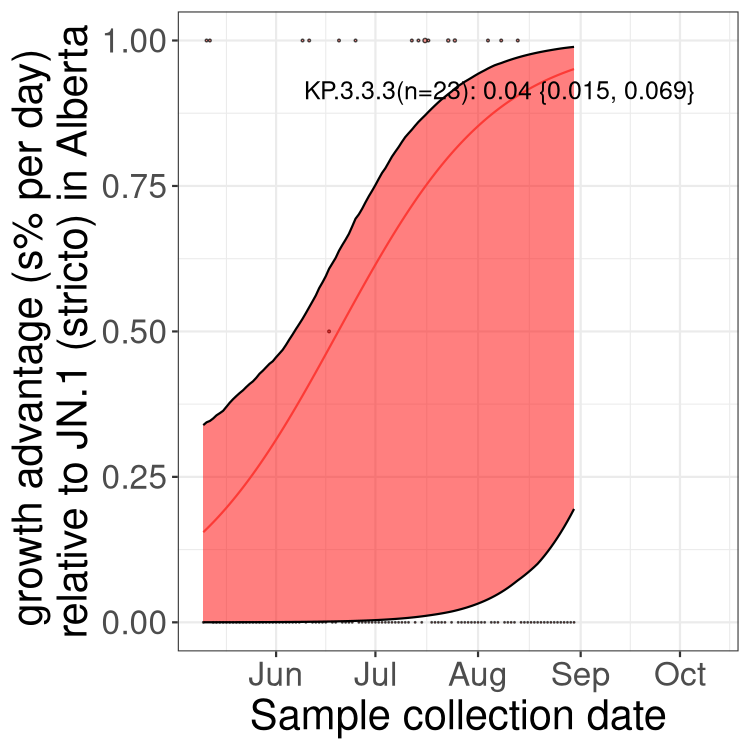 growth advantage (s% per day)
relative to JN.1 (stricto) in Alberta
1.00
0.75
0.50
0.25
0.00
KP.3.3.3(n=23): 0.04 {0.015, 0.069}
Jun Jul Aug Sep Oct
Sample collection date